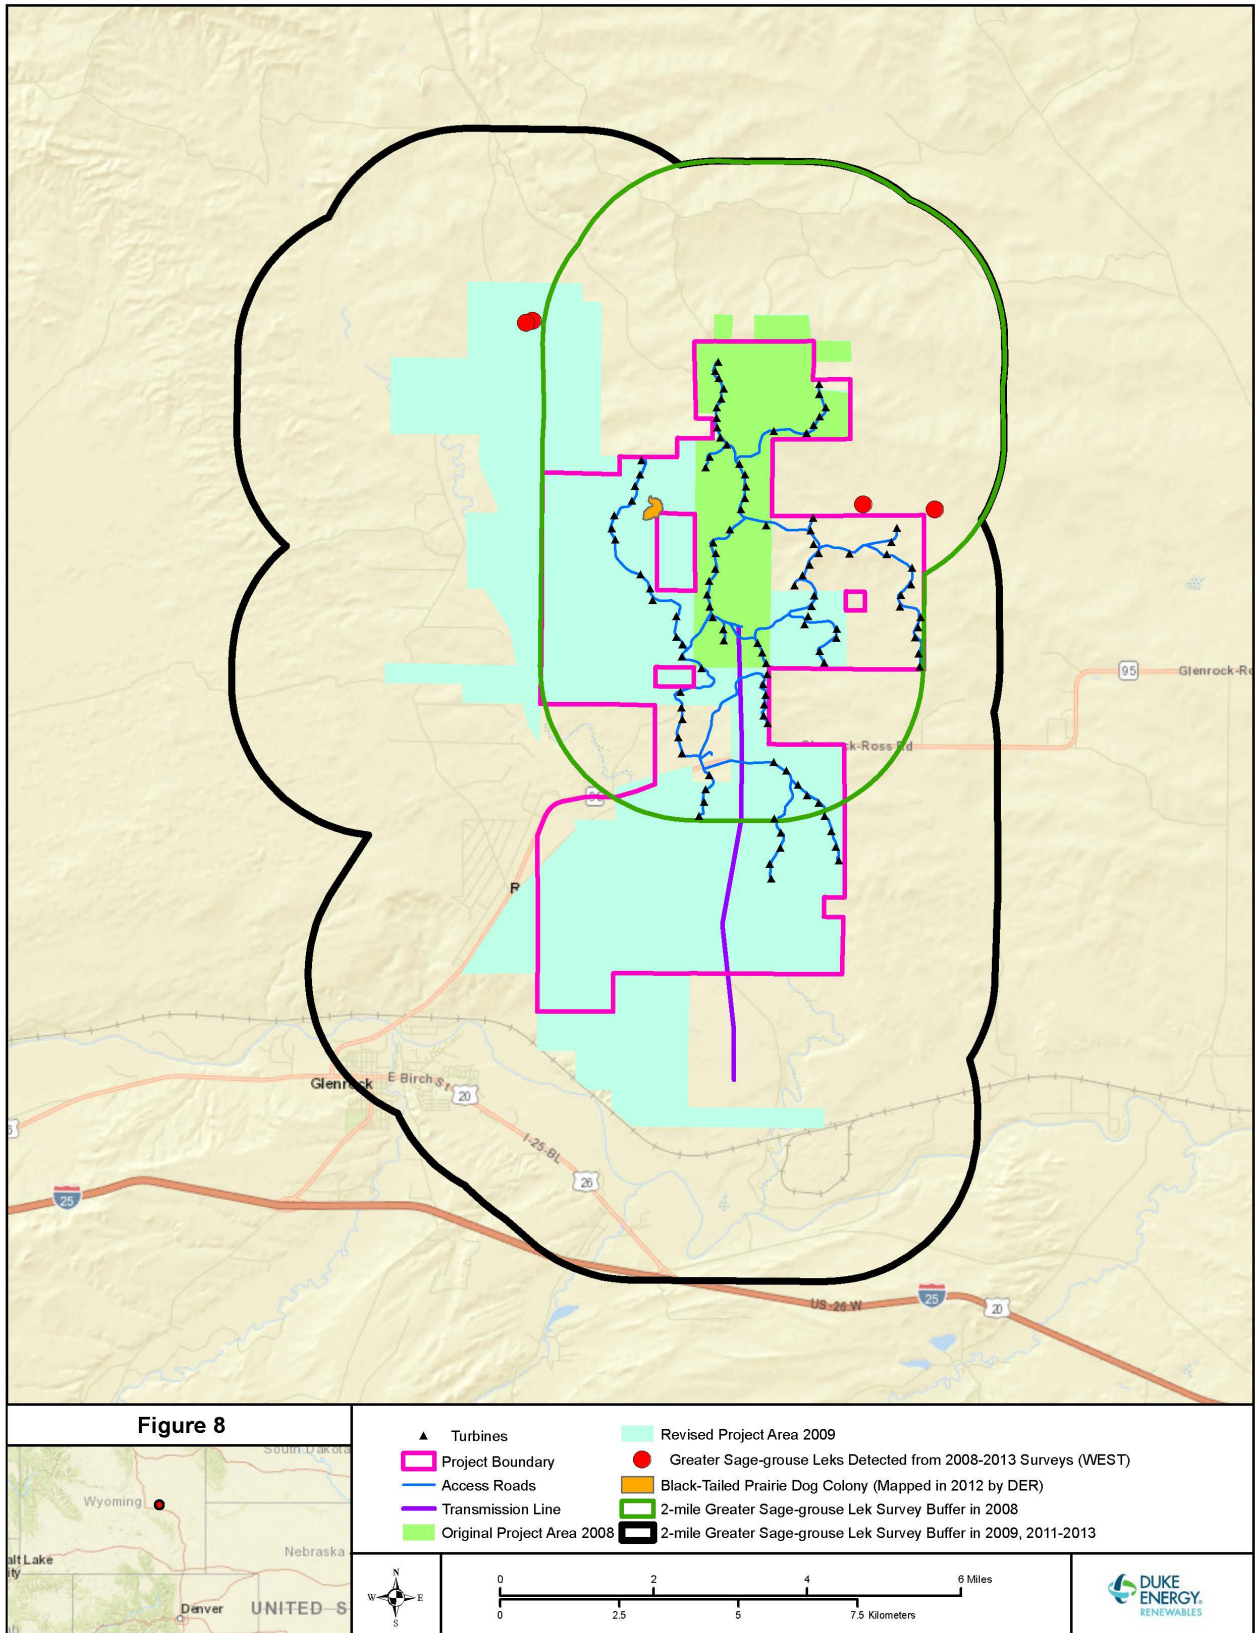 95
Glenrock-Ro
ck-Ross Rd
R
Glenrock
E Birch St
20
I-25-BL
26
25
25
US-26 W
20
Figure 8
South Dakota
Wyoming
Nebraska
alt Lake
ity
Denver
UNITED S
Turbines
Project Boundary
Access Roads
Transmission Line
Original Project Area 2008
Revised Project Area 2009
Greater Sage-grouse Leks Detected from 2008-2013 Surveys (WEST)
Black-Tailed Prairie Dog Colony (Mapped in 2012 by DER)
2-mile Greater Sage-grouse Lek Survey Buffer in 2008
2-mile Greater Sage-grouse Lek Survey Buffer in 2009, 2011-2013
N
W E
S
0 2 4 6 Miles
0 2.5 5 7.5 Kilometers
DUKE
ENERGY®
RENEWABLES